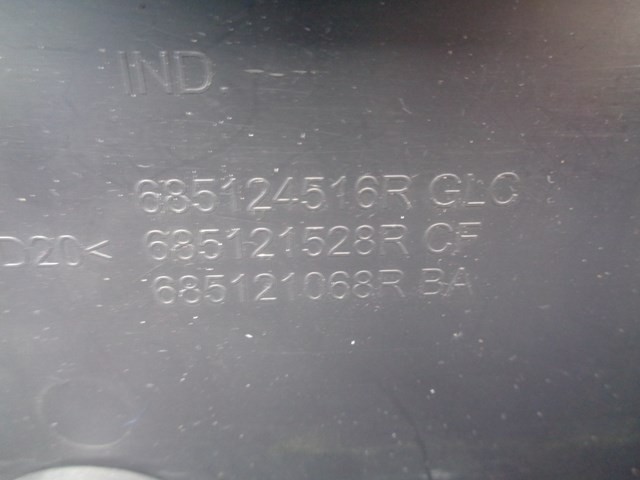 IND. --
685124516R GLC
D20< 685121528R CF
685121068R BA